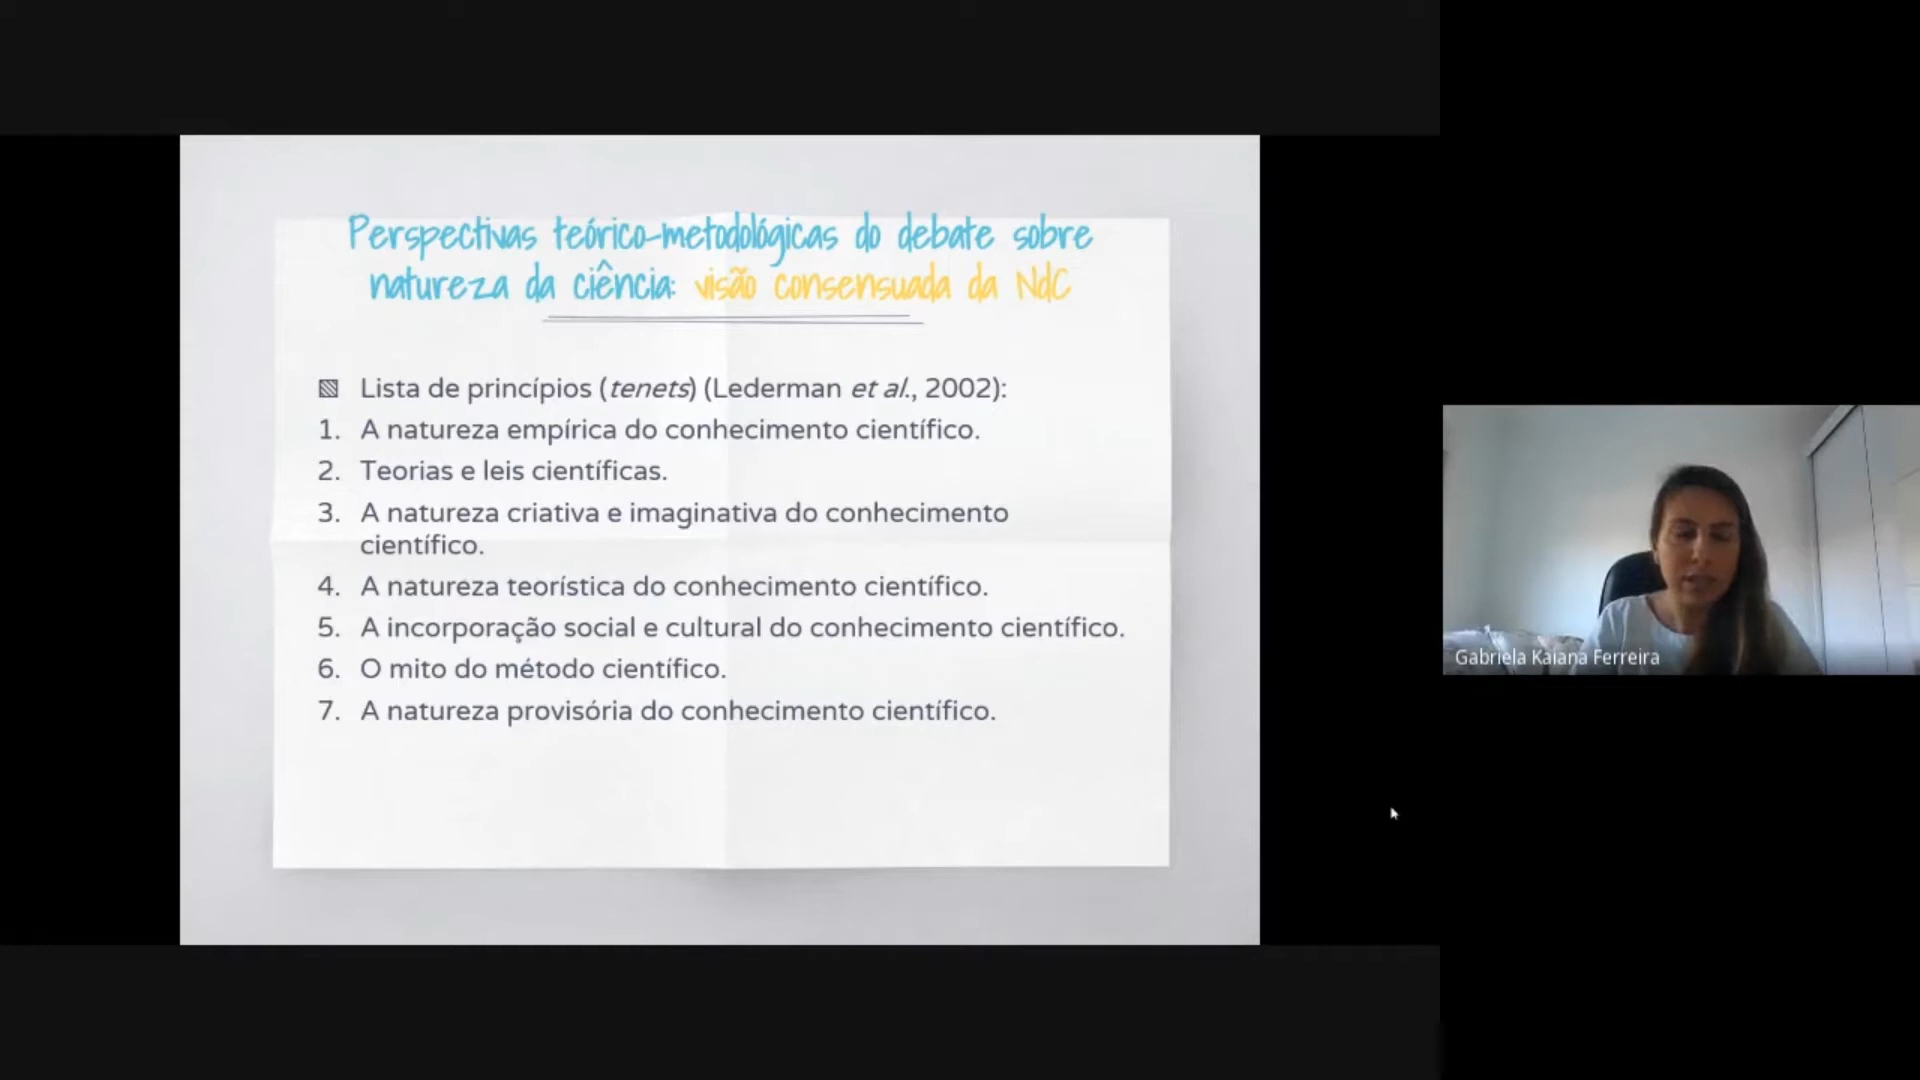 Perspectivas teórico-metodológicas do debate sobre
natureza da ciência: visão consensuada da NdC
Lista de princípios (tenets) (Lederman et al., 2002):
1. A natureza empírica do conhecimento científico.
2. Teorias e leis científicas.
3. A natureza criativa e imaginativa do conhecimento
científico.
4. A natureza teorística do conhecimento científico.
5. A incorporação social e cultural do conhecimento científico.
6. O mito do método científico.
7. A natureza provisória do conhecimento científico.
Gabriela Kaiana Ferreira